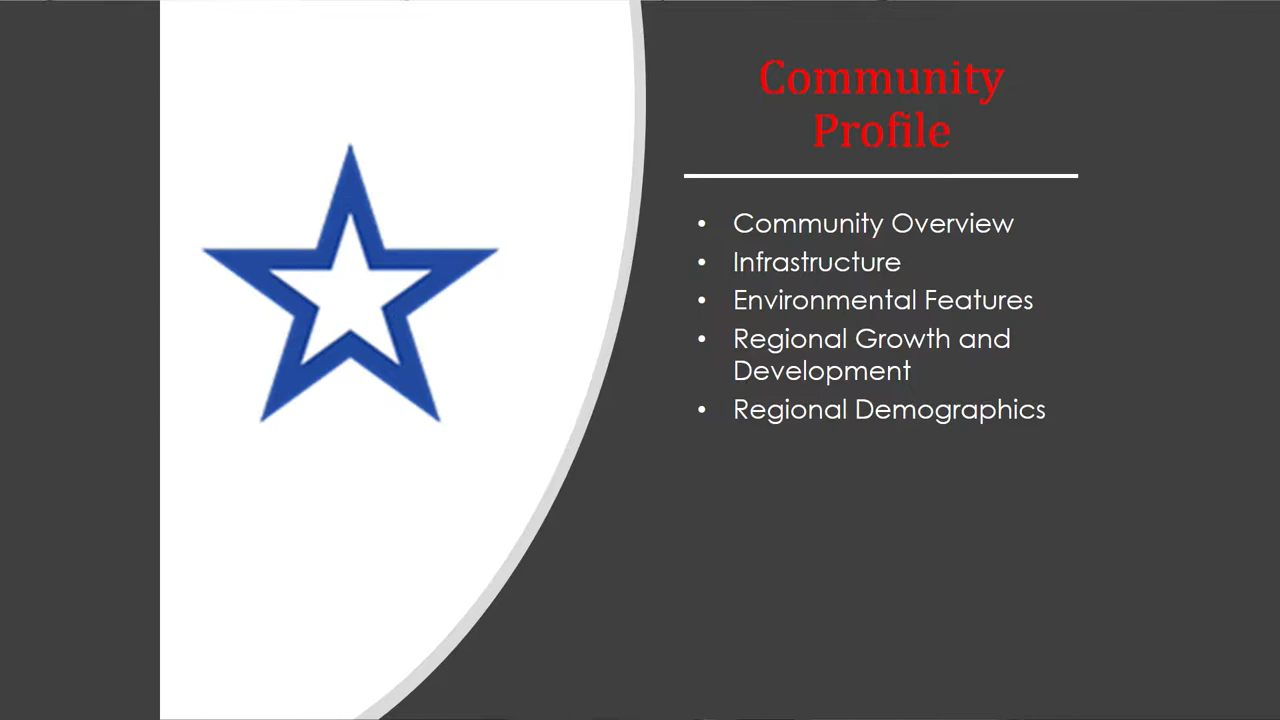 Community
Profile
• Community Overview
• Infrastructure
• Environmental Features
• Regional Growth and
Development
• Regional Demographics